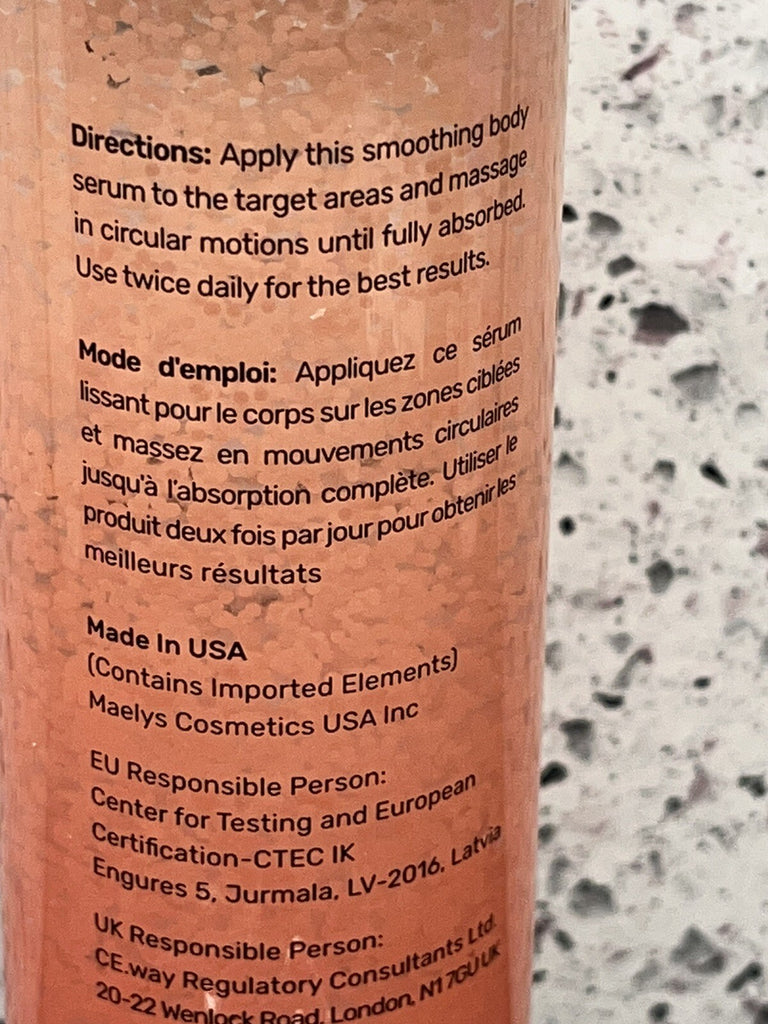 Directions: Apply this smoothing body
serum to the target areas and massage
in circular motions until fully absorbed.
Use twice daily for the best results.
Mode d'emploi: Appliquez ce sérum
lissant pour le corps sur les zones ciblées
et massez en mouvements circulaires
jusqu'à l'absorption complète. Utiliser le
produit deux fois par jour pour obtenir les
meilleurs résultats
Made In USA
(Contains Imported Elements)
Maelys Cosmetics USA Inc
EU Responsible Person:
Center for Testing and European
Certification-CTEC IK
Engures 5, Jurmala, LV-2016, Latvia
UK Responsible Person:
CE.way Regulatory Consultants Ltd.
20-22 Wenlock Road, London, N1 7GU UK